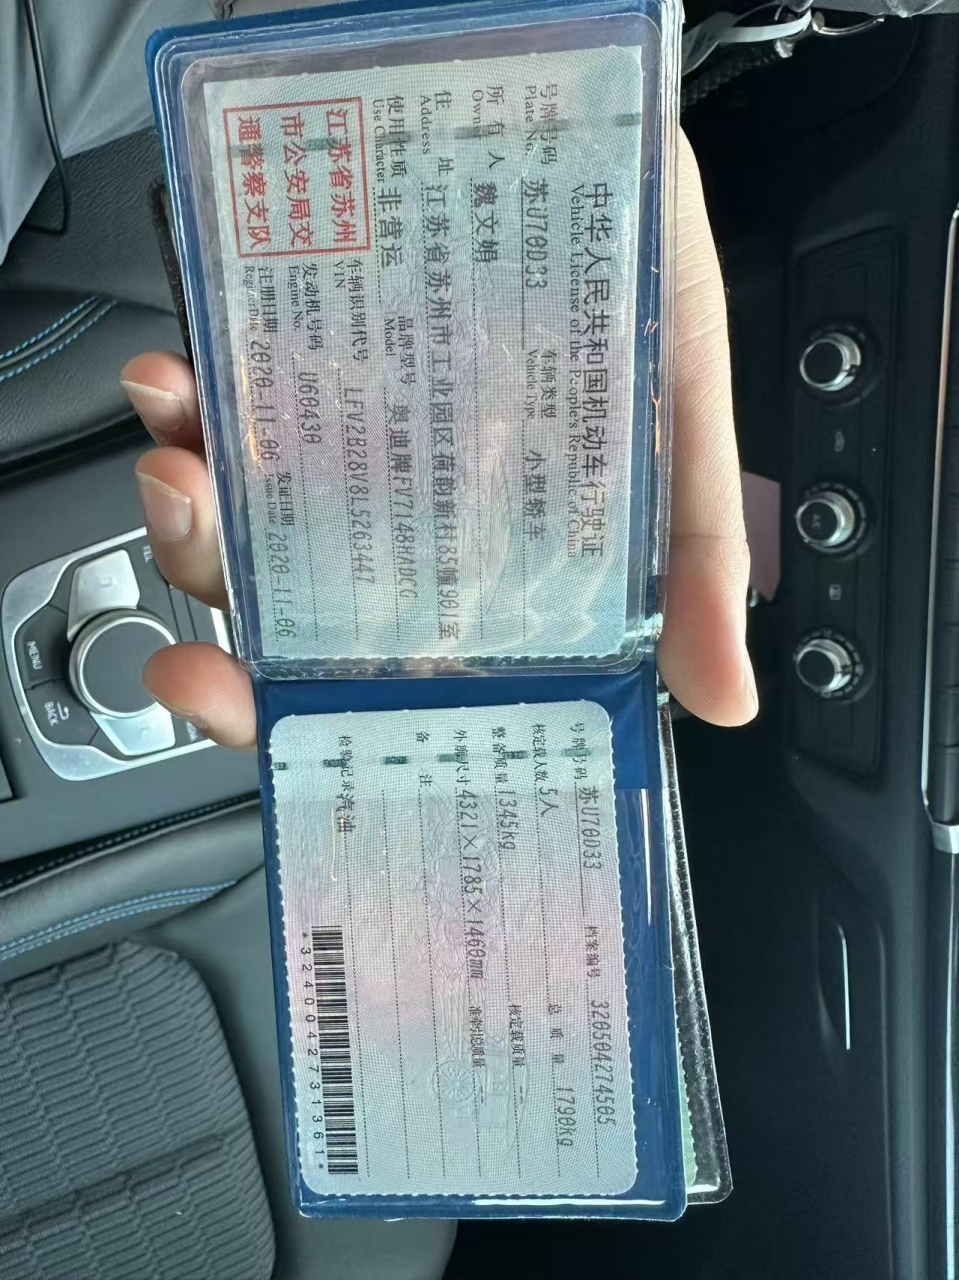 中华人民共和国机动车行驶证
Vehicle License of the People's Republic of China
号牌号码 苏U70D33 车辆类型 小型轿车
Plate No. Vehicle Type
所有人 魏文娟
Owner
住址 江苏省苏州市工业园区荷韵新村85幢901室
Address
使用性质 非营运 品牌型号 奥迪牌FV7148HADCG
Use Character Model
江苏省苏州
市公安局交
通警察支队
车辆识别代号 LFV2B28V8L5263447
VIN
发动机号码 U60430
Engine No.
注册日期 2020-11-06 发证日期 2020-11-06
Register Date Issue Date
号牌号码 苏U70D33 档案编号 320504274505
核定载人数 5人 总质量 1790kg
整备质量 1345kg 核定载质量 --
外廓尺寸 4321×1785×1460mm 准牵引总质量 --
备注
检验记录 汽油
*3240042731361*
MENU
BACK
AC